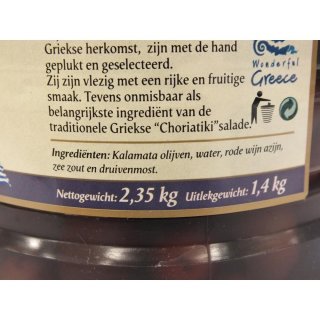 Griekse herkomst, zijn met de hand
geplukt en geselecteerd.
Zij zijn vlezig met een rijke en fruitige
smaak. Tevens onmisbaar als
belangrijkste ingrediënt van de
traditionele Griekse “Choriatiki”salade.
Wonderful
Greece
Ingrediënten: Kalamata olijven, water, rode wijn azijn,
zee zout en druivenmost.
Nettogewicht: 2,35 kg Uitlekgewicht: 1,4 kg